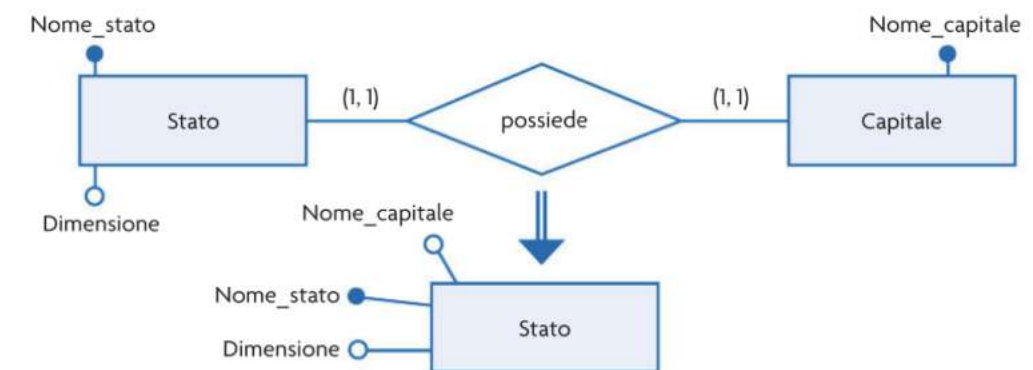 Nome_stato
Nome_capitale
Stato
(1, 1)
possiede
(1, 1)
Capitale
Dimensione
Nome_capitale
Nome_stato
Stato
Dimensione